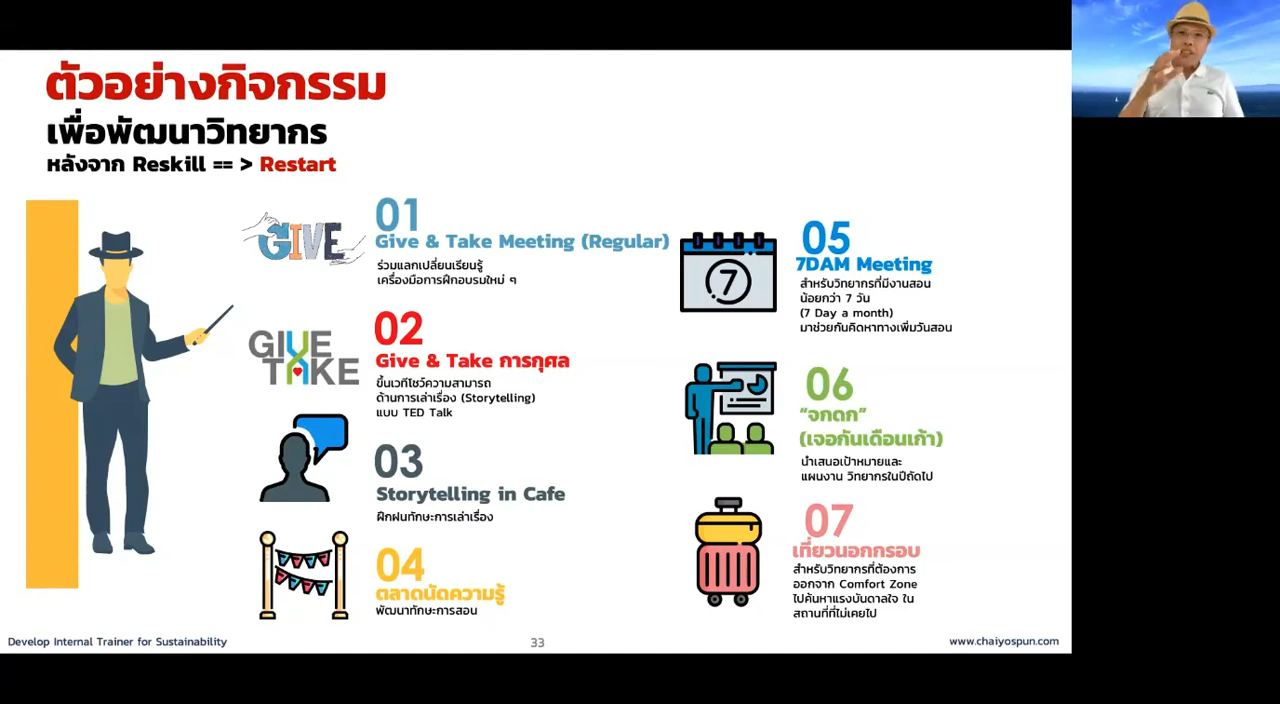 ตัวอย่างกิจกรรม
เพื่อพัฒนาวิทยากร
หลังจาก Reskill == > Restart
GIVE
01
Give & Take Meeting (Regular)
ร่วมแลกเปลี่ยนเรียนรู้
เครื่องมือการฝึกอบรมใหม่ ๆ
GIVE
TAKE
02
Give & Take การกุศล
ขึ้นเวทีโชว์ความสามารถ
ด้านการเล่าเรื่อง (Storytelling)
แบบ TED Talk
03
Storytelling in Cafe
ฝึกฝนทักษะการเล่าเรื่อง
04
ตลาดนัดความรู้
พัฒนาทักษะการสอน
7
05
7DAM Meeting
สำหรับวิทยากรที่มีงานสอน
น้อยกว่า 7 วัน
(7 Day a month)
มาช่วยกันคิดหาทางเพิ่มวันสอน
06
“จกดก”
(เจอกันเดือนเก้า)
นำเสนอเป้าหมายและ
แผนงาน วิทยากรในปีถัดไป
07
เที่ยวนอกกรอบ
สำหรับวิทยากรที่ต้องการ
ออกจาก Comfort Zone
ไปค้นหาแรงบันดาลใจ ใน
สถานที่ที่ไม่เคยไป
Develop Internal Trainer for Sustainability
33
www.chaiyospun.com